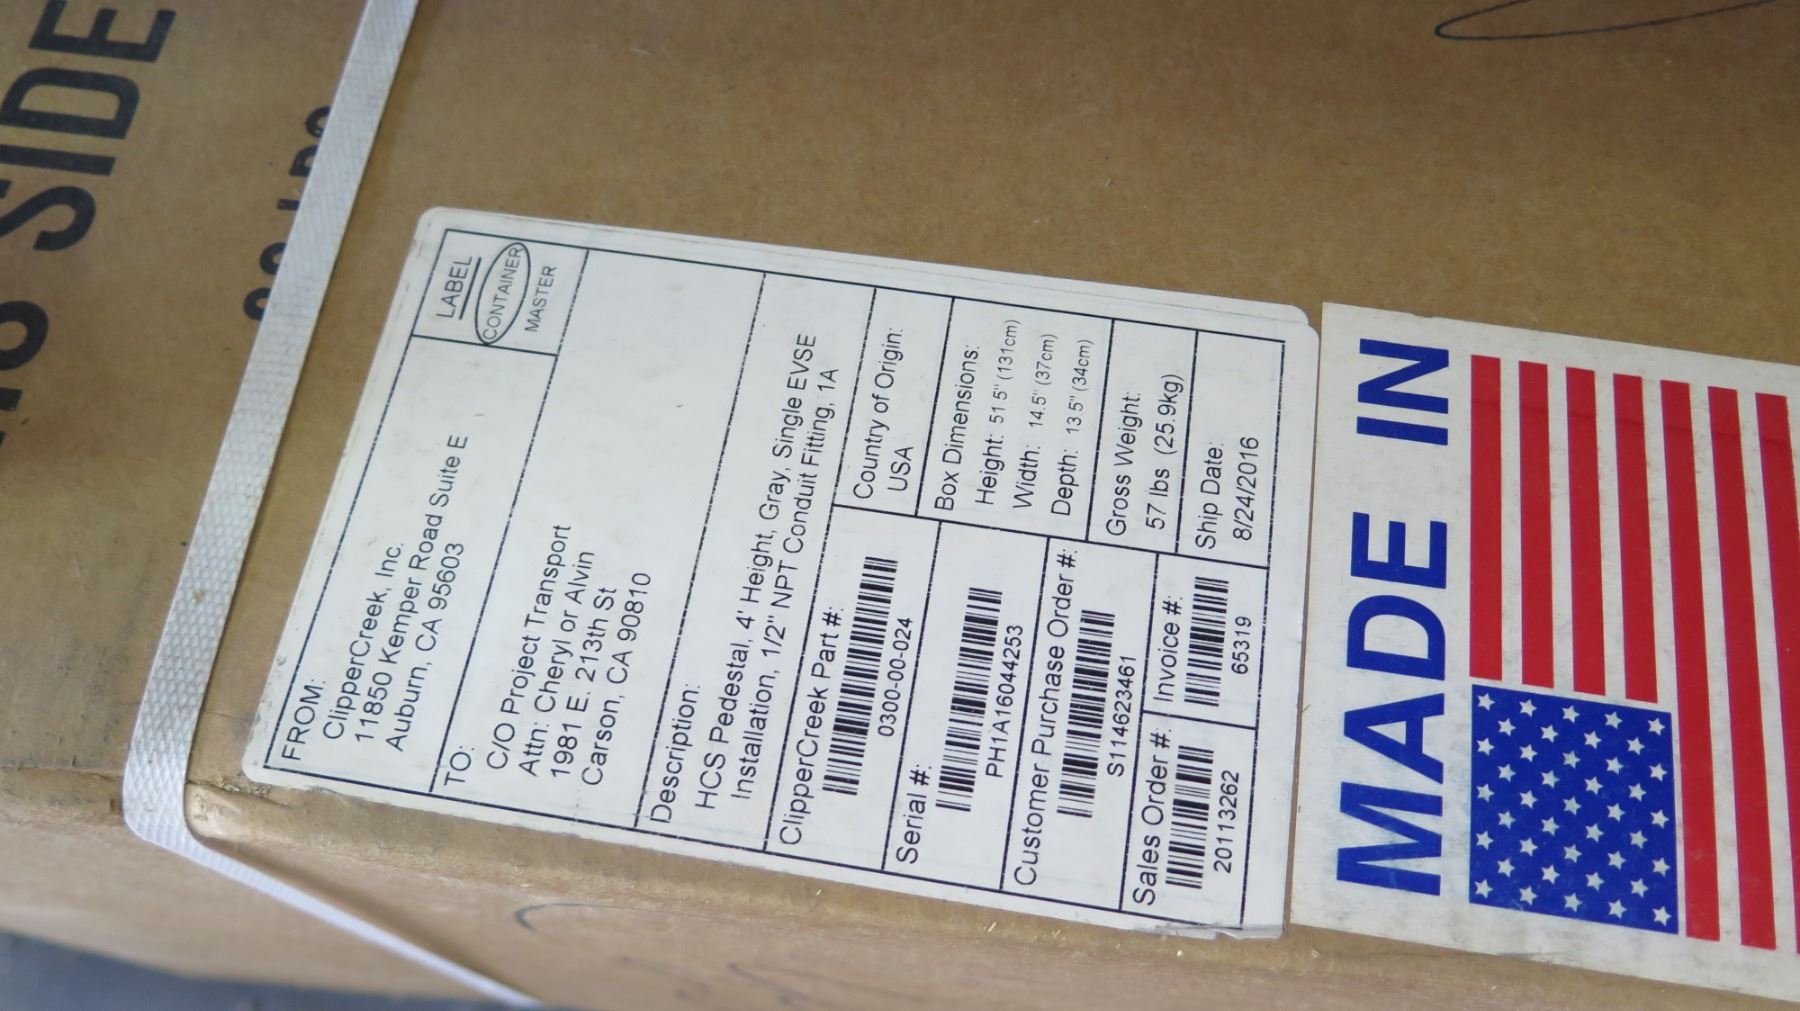 SIDE
LABEL
CONTAINER
MASTER
FROM:
ClipperCreek, Inc.
11850 Kemper Road Suite E
Auburn, CA 95603
TO:
C/O Project Transport
Attn: Cheryl or Alvin
1981 E. 213th St
Carson, CA 90810
Description:
HCS Pedestal, 4' Height, Gray, Single EVSE
Installation, 1/2" NPT Conduit Fitting, 1A
ClipperCreek Part #:
0300-00-024
Country of Origin:
USA
Serial #:
PH1A16044253
Box Dimensions:
Height: 51.5" (131cm)
Width: 14.5" (37cm)
Depth: 13.5" (34cm)
Customer Purchase Order #:
S114623461
Gross Weight:
57 lbs (25.9kg)
Sales Order #:
20113262
Invoice #:
65319
Ship Date:
8/24/2016
MADE IN